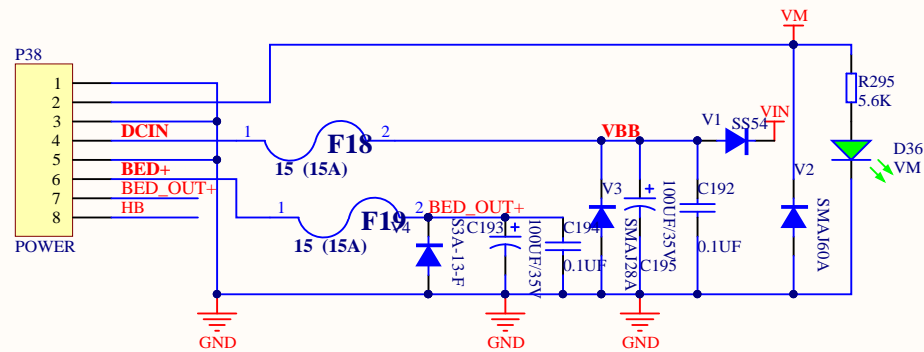 VM
P38
1
2
3
4
5
6
7
8
POWER
DCIN
BED+
BED_OUT+
HB
1
F18
2
15 (15A)
1
F19
2
15 (15A)
BED_OUT+
V4
S3A-13-F
C193
+
100UF/35V
C194
0.1UF
VBB
V3
SMAJ28A
+
100UF/35V
C195
C192
0.1UF
V1
SS54
VIN
V2
SMAJ60A
R295
5.6K
D36
VM
GND
GND
GND
GND